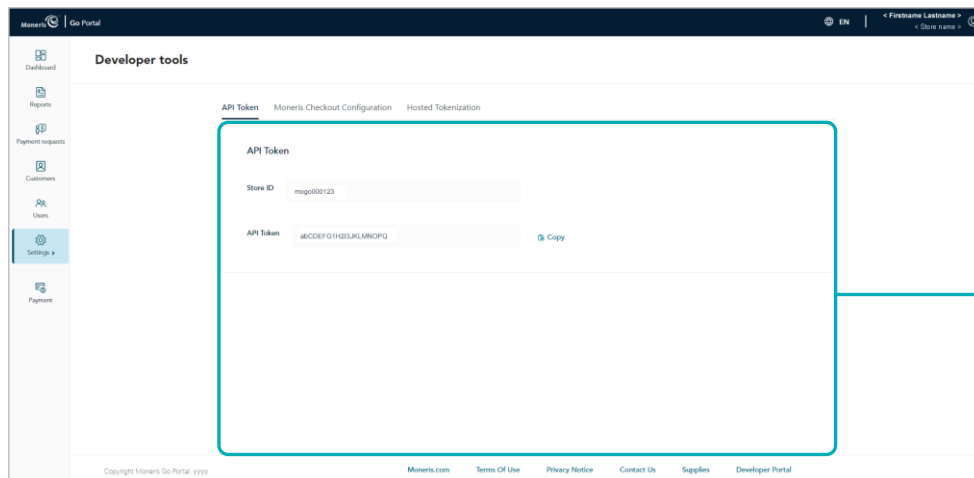 Moneris Go Portal
EN
< Firstname Lastname >
< Store name >
Dashboard
Reports
Payment requests
Customers
Users
Settings
Payment
Developer tools
API Token Moneris Checkout Configuration Hosted Tokenization
API Token
Store ID mogo000123
API Token abCDEFG1H2I3JKLMNOPQ Copy
Copyright Moneris Go Portal yyyy
Moneris.com Terms Of Use Privacy Notice Contact Us Supplies Developer Portal